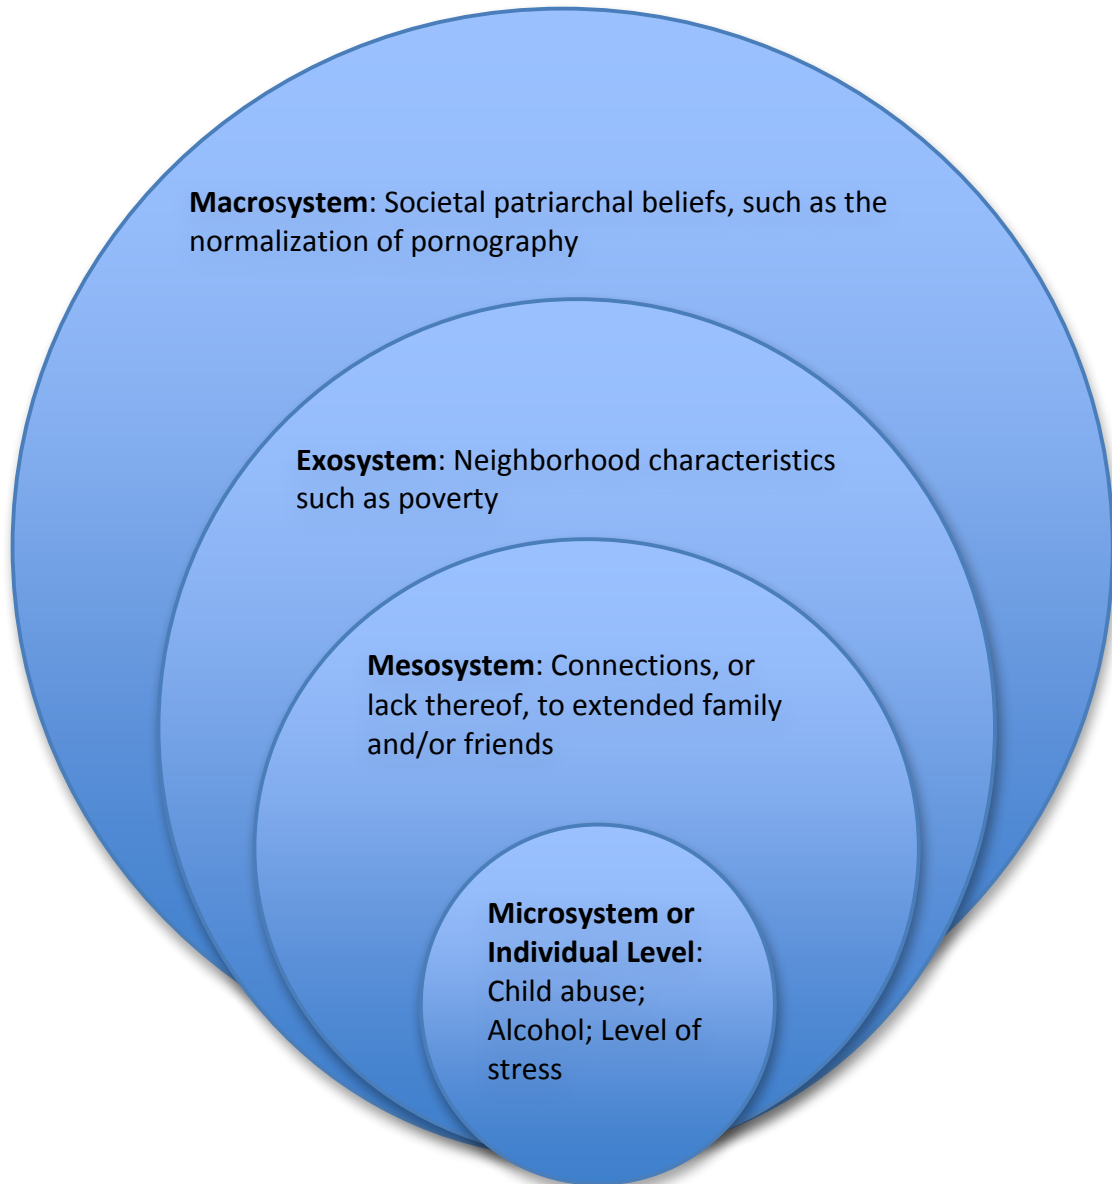 Macrosystem: Societal patriarchal beliefs, such as the
normalization of pornography
Exosystem: Neighborhood characteristics
such as poverty
Mesosystem: Connections, or
lack thereof, to extended family
and/or friends
Microsystem or
Individual Level:
Child abuse;
Alcohol; Level of
stress